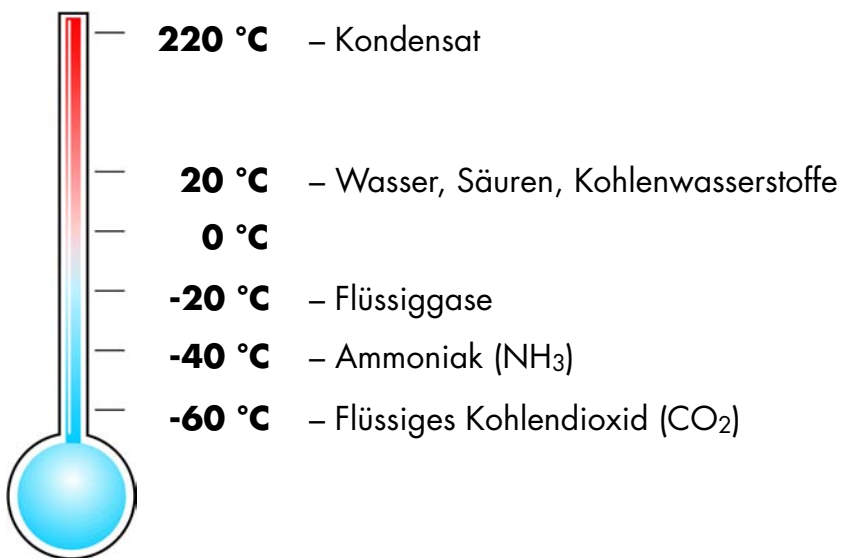 220 °C – Kondensat
20 °C – Wasser, Säuren, Kohlenwasserstoffe
0 °C
-20 °C – Flüssiggase
-40 °C – Ammoniak (NH₃)
-60 °C – Flüssiges Kohlendioxid (CO₂)